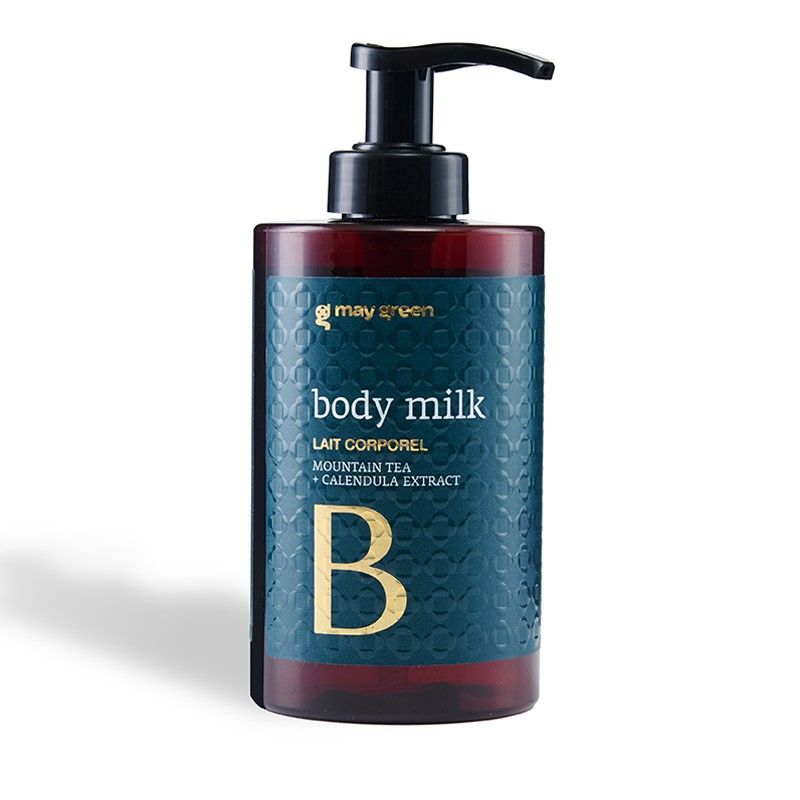 may green
body milk
LAIT CORPOREL
MOUNTAIN TEA
+ CALENDULA EXTRACT
B